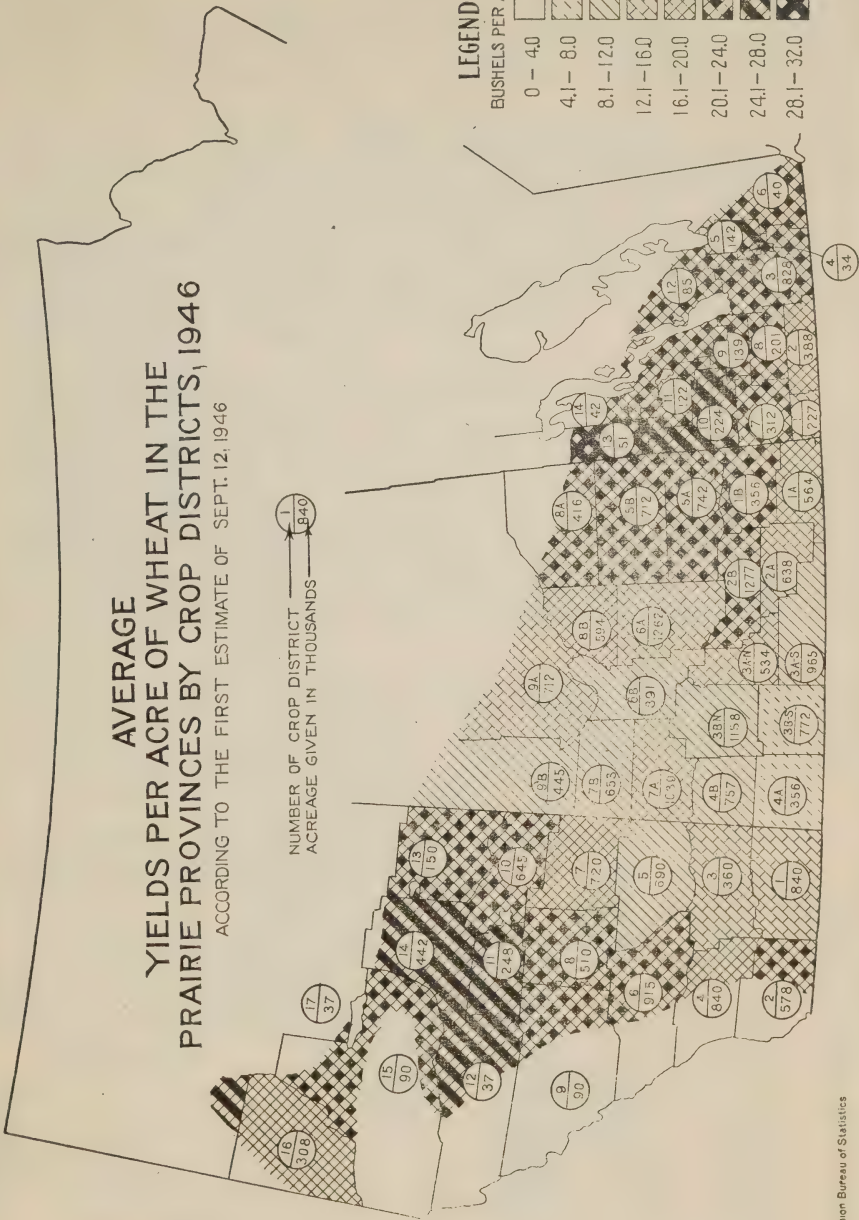 AVERAGE
YIELDS PER ACRE OF WHEAT IN THE
PRAIRIE PROVINCES BY CROP DISTRICTS, 1946
ACCORDING TO THE FIRST ESTIMATE OF SEPT. 12, 1946
NUMBER OF CROP DISTRICT
ACREAGE GIVEN IN THOUSANDS
1
840
LEGEND
BUSHELS PER
0 – 4.0
4.1 – 8.0
8.1 – 12.0
12.1 – 16.0
16.1 – 20.0
20.1 – 24.0
24.1 – 28.0
28.1 – 32.0
16
308
17
37
15
90
14
442
13
150
12
37
11
248
10
645
9
90
8
510
7
720
6
915
5
690
4
840
3
360
2
578
1
840
9B
445
9A
712
8B
594
8A
416
7B
653
6B
391
6A
1262
5B
712
7A
5A
742
4B
757
3BN
1158
3A-N
534
2B
1277
1B
356
4A
356
3B-S
772
3A-S
965
2A
638
1A
564
14
42
13
51
12
85
11
122
10
224
9
139
5
142
6
40
7
312
8
201
3
828
227
2
388
4
34
Bureau of Statistics